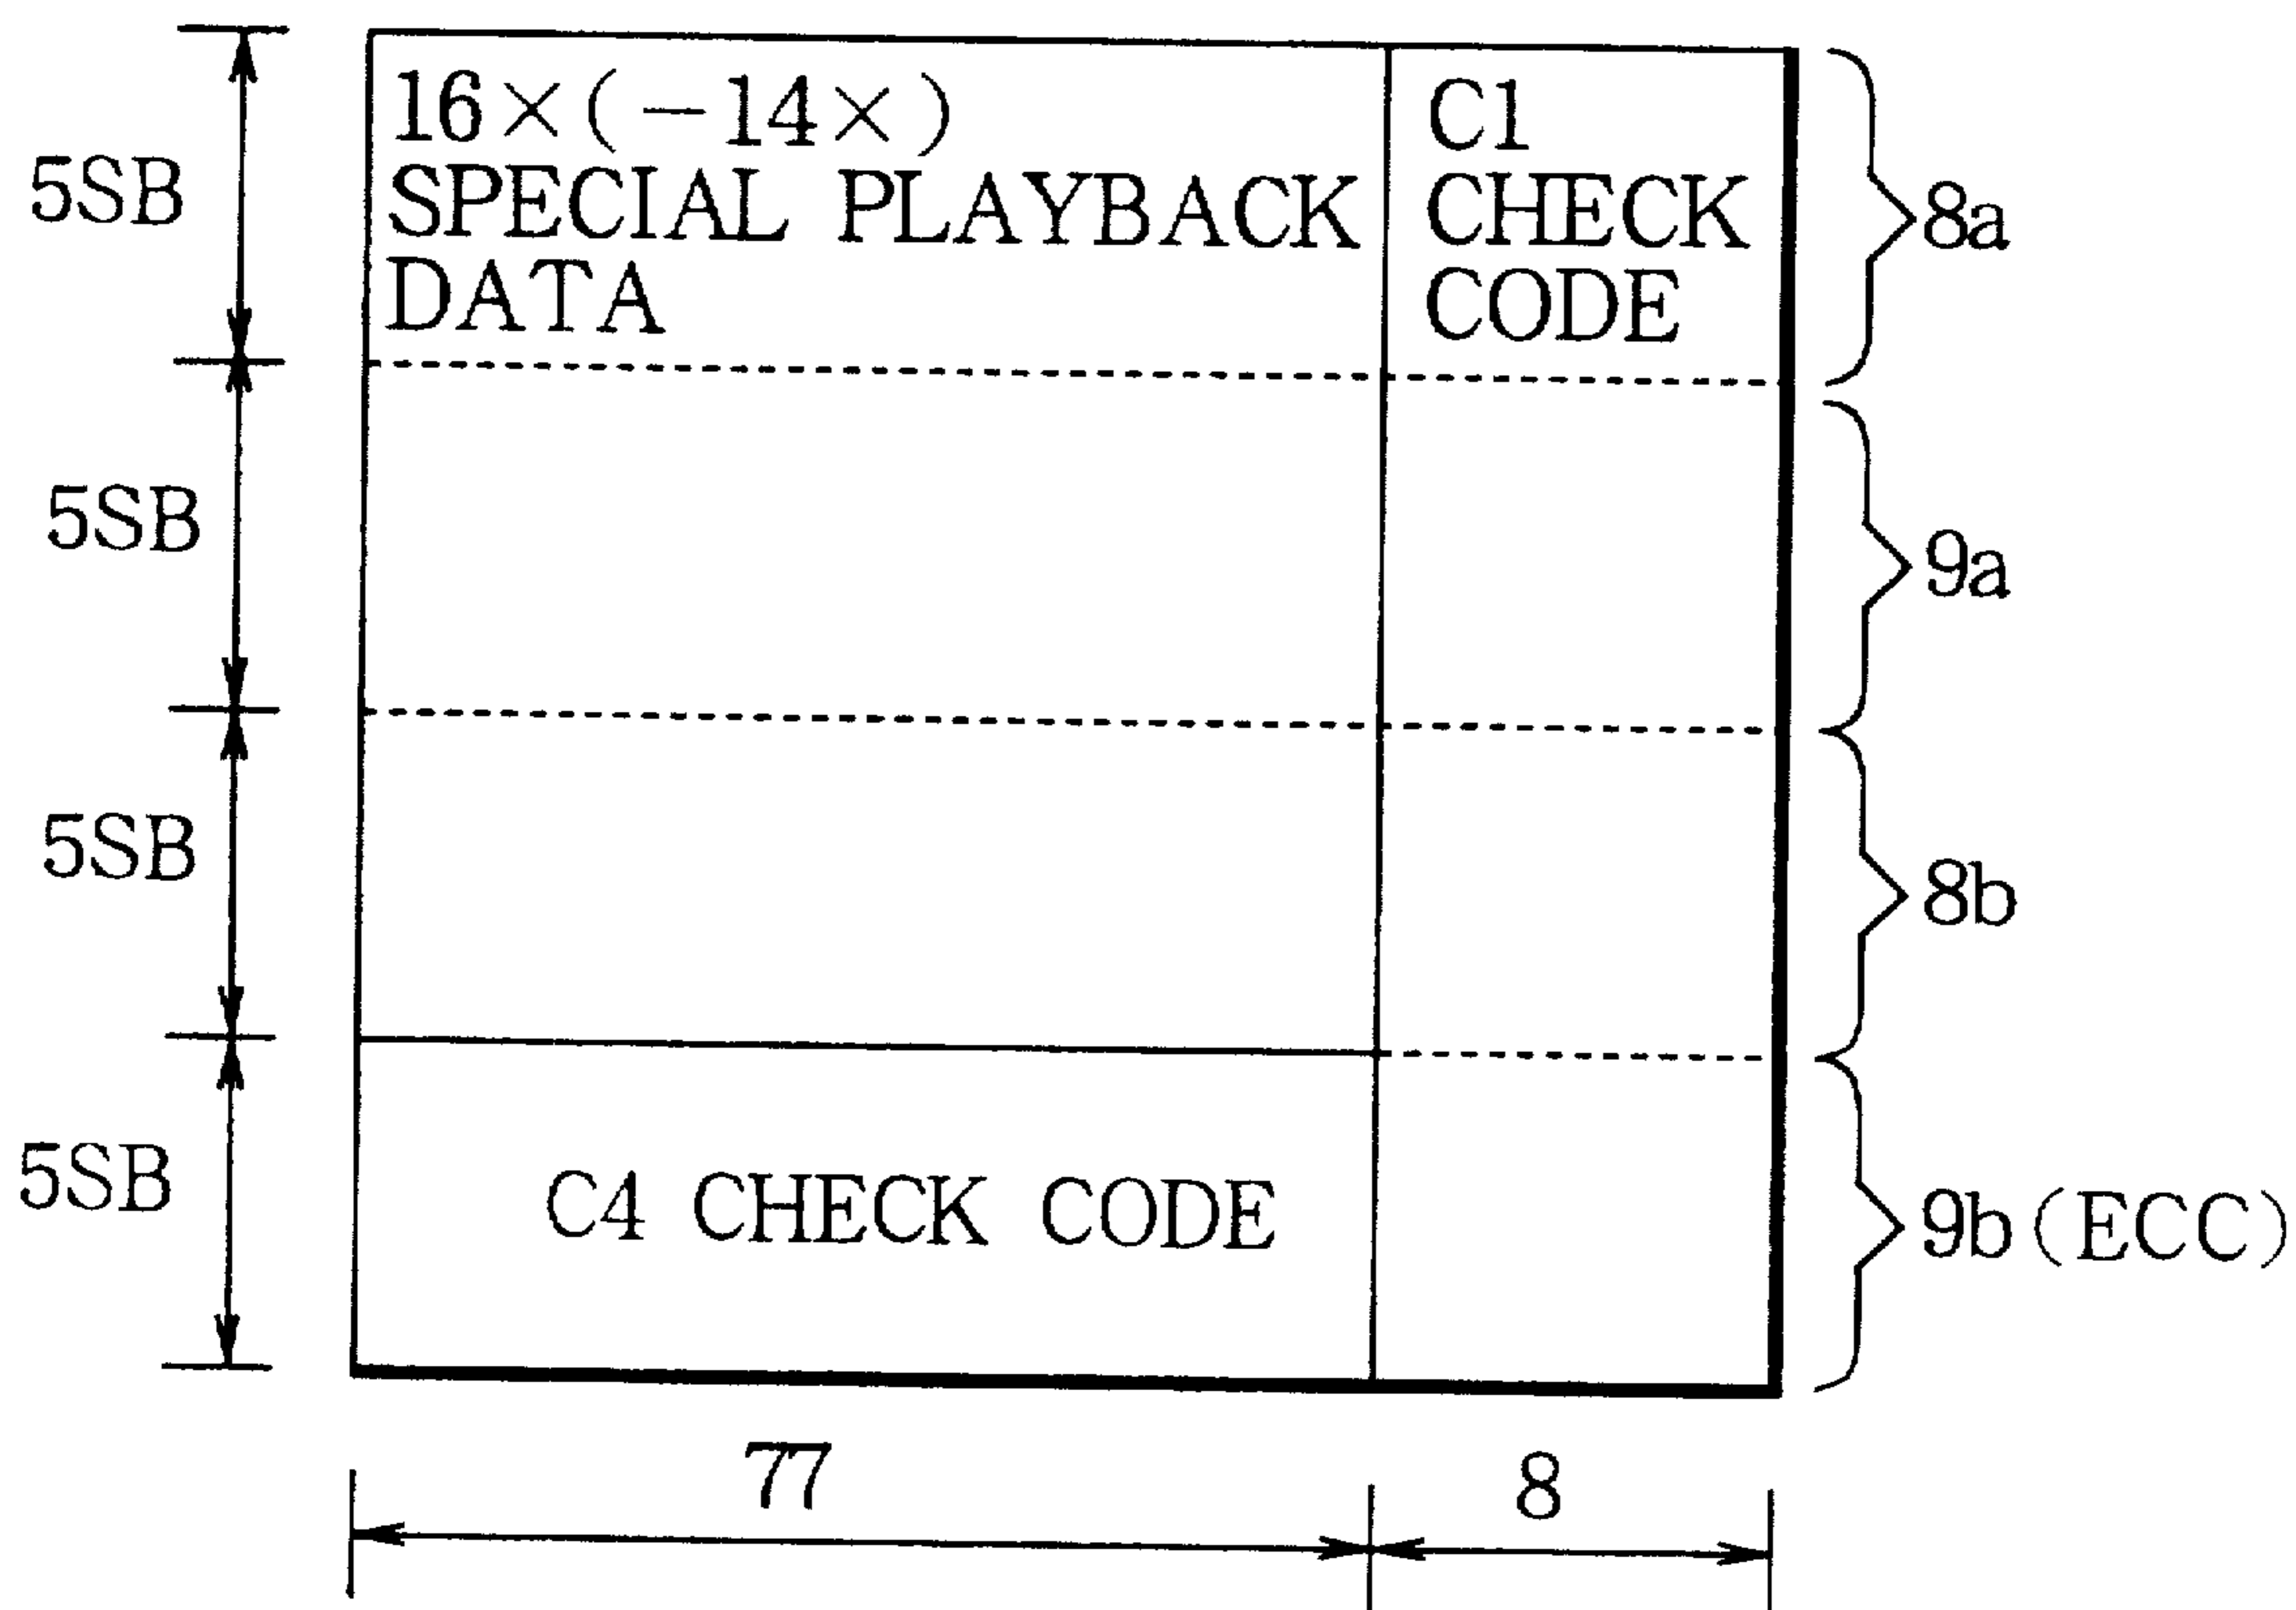 5SB
16×(−14×)
SPECIAL PLAYBACK
DATA
C1
CHECK
CODE
8a
5SB
9a
5SB
8b
5SB
C4 CHECK CODE
9b(ECC)
77
8